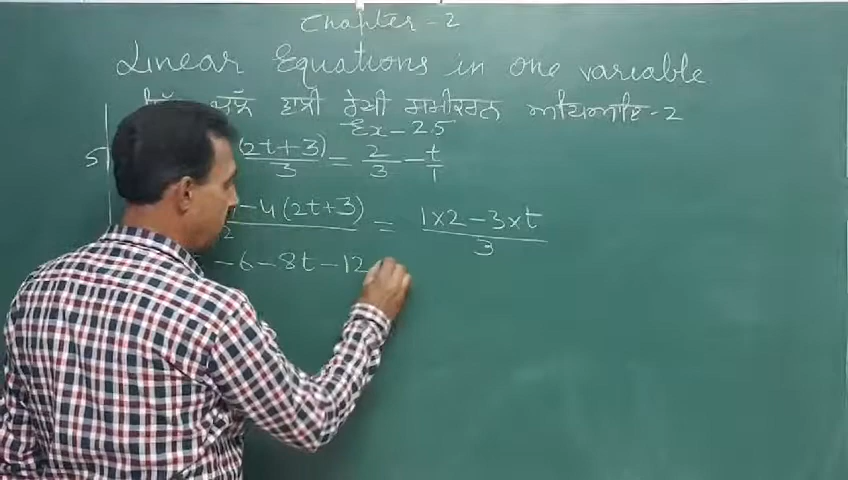 Chapter - 2
Linear Equations in one variable
ਇੱਕ ਚੱਲ ਵਾਲੀ ਰੇਖੀ ਸਮੀਕਰਨ ਅਧਿਆਇ-2
Ex - 2.5
5 (2t+3)/3 = 2/3 - t/1
- 4(2t+3)/2 = 1×2 - 3×t/3
- 6 - 8t - 12